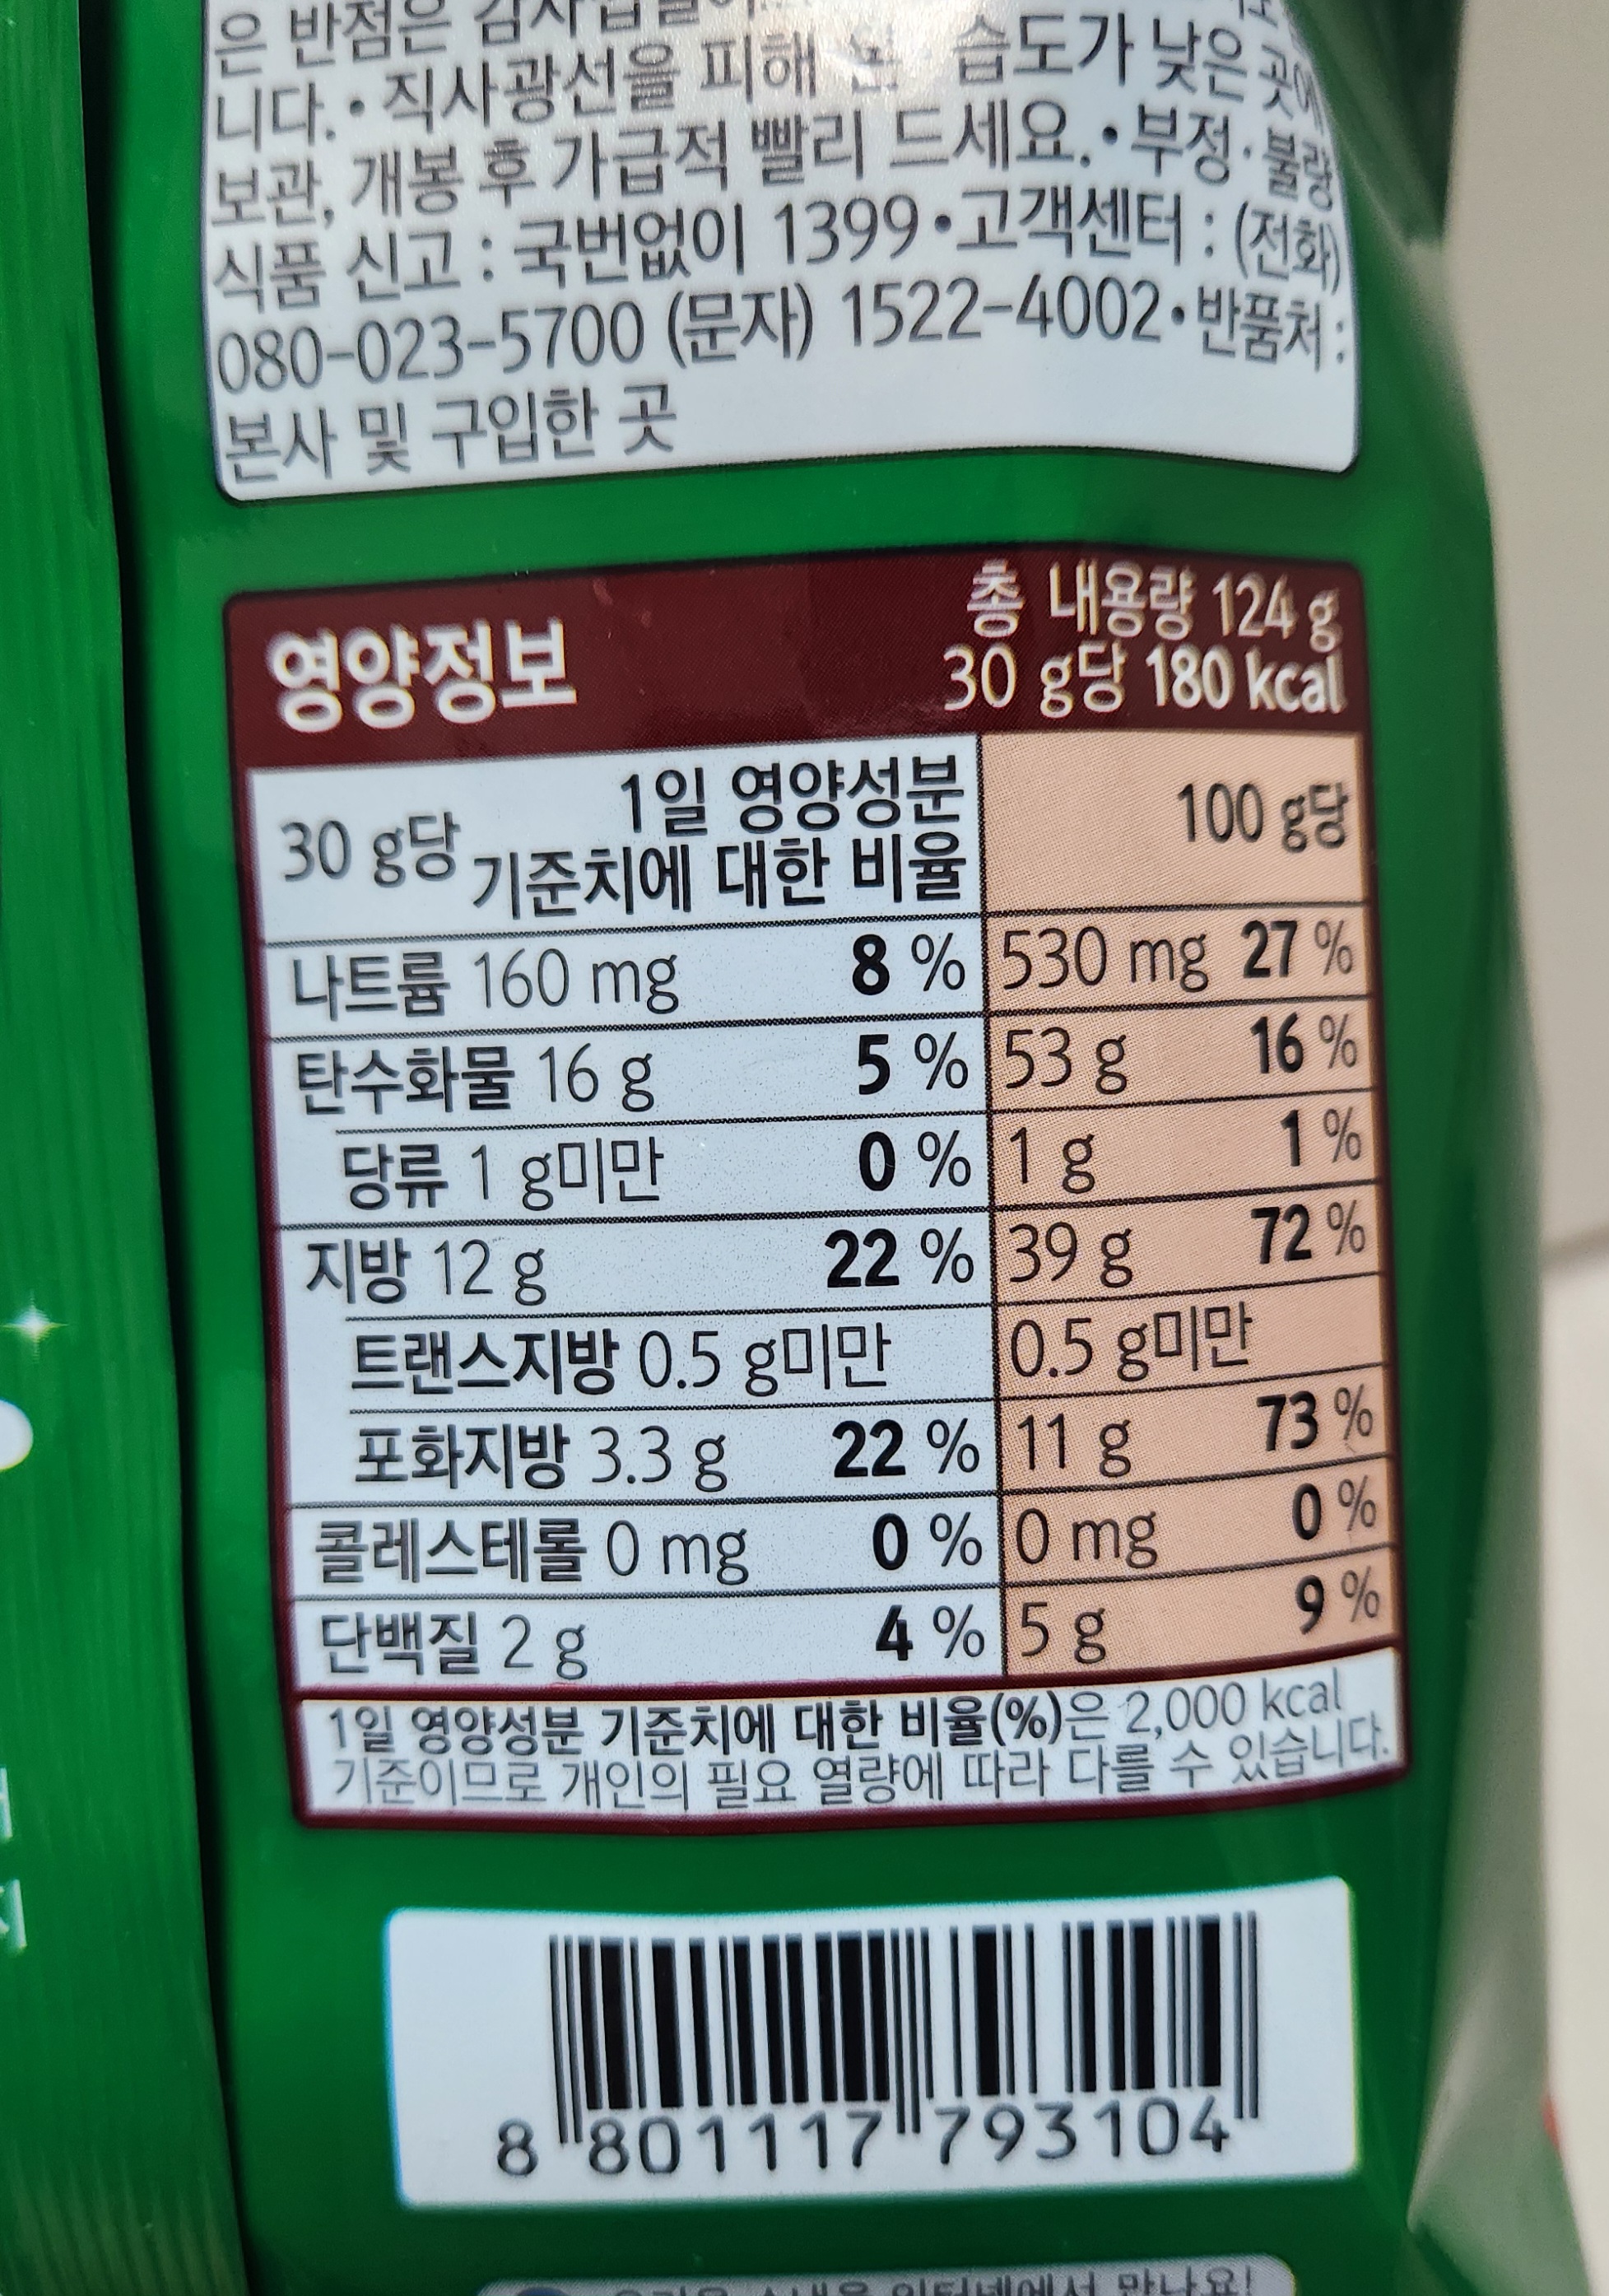 은 반점은 감자
니다. • 직사광선을 피해 습도가 낮은 곳에
보관, 개봉 후 가급적 빨리 드세요. • 부정·불량
식품 신고 : 국번없이 1399 • 고객센터 : (전화)
080-023-5700 (문자) 1522-4002 • 반품처 :
본사 및 구입한 곳
영양정보
총 내용량 124 g
30 g당 180 kcal
30 g당 1일 영양성분 기준치에 대한 비율 100 g당
나트륨 160 mg 8 % 530 mg 27 %
탄수화물 16 g 5 % 53 g 16 %
당류 1 g미만 0 % 1 g 1 %
지방 12 g 22 % 39 g 72 %
트랜스지방 0.5 g미만 0.5 g미만
포화지방 3.3 g 22 % 11 g 73 %
콜레스테롤 0 mg 0 % 0 mg 0 %
단백질 2 g 4 % 5 g 9 %
1일 영양성분 기준치에 대한 비율(%)은 2,000 kcal
기준이므로 개인의 필요 열량에 따라 다를 수 있습니다.
8 801117 793104
인터넷에서 만나요!